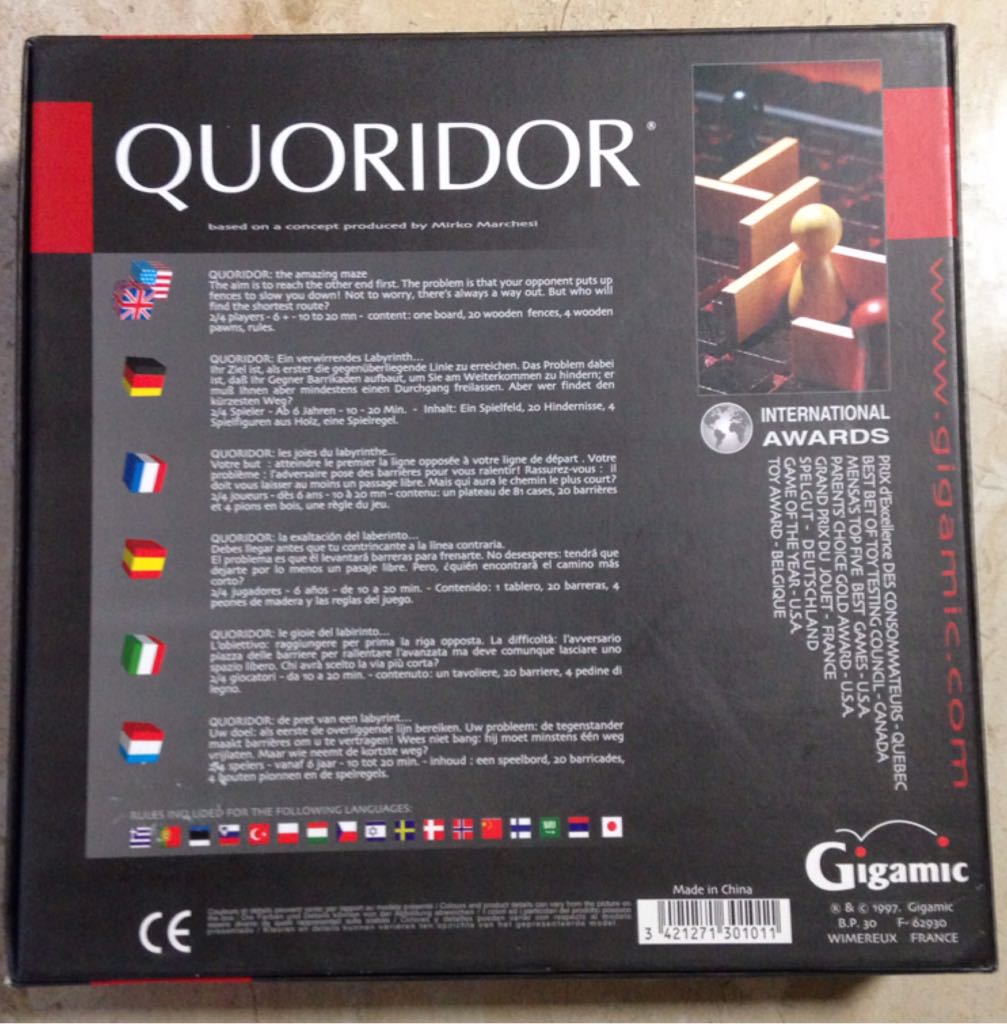 QUORIDOR®
based on a concept produced by Mirko Marchesi
QUORIDOR: the amazing maze
The aim is to reach the other end first. The problem is that your opponent puts up
fences to slow you down! Not to worry, there's always a way out. But who will
find the shortest route?
2/4 players - 6 + - 10 to 20 mn - content: one board, 20 wooden fences, 4 wooden
pawns, rules.
QUORIDOR: Ein verwirrendes Labyrinth...
Ihr Ziel ist, als erste die gegenüberliegende Linie zu erreichen. Das Problem dabei
ist, daß Ihr Gegner Barrikaden aufbaut, um Sie am Weiterkommen zu hindern; er
muß Ihnen aber mindestens einen Durchgang freilassen. Aber wer findet den
kürzesten Weg?
2/4 Spieler - Ab 6 Jahren - 10 - 20 Min. - Inhalt: Ein Spielfeld, 20 Hindernisse, 4
Spielfiguren aus Holz, eine Spielregel.
QUORIDOR: les joies du labyrinthe...
Votre but : atteindre le premier la ligne opposée à votre ligne de départ . Votre
problème : l'adversaire pose des barrières pour vous ralentir! Rassurez-vous : il
doit vous laisser au moins un passage libre. Mais qui aura le chemin le plus court?
2/4 joueurs - dès 6 ans - 10 à 20 mn - contenu: un plateau de 81 cases, 20 barrières
et 4 pions en bois, une règle du jeu.
QUORIDOR: la exaltación del laberinto...
Debes llegar antes que tu contrincante a la línea contraria.
El problema es que él levantará barreras para frenarte. No desesperes: tendrá que
dejarte por lo menos un pasaje libre. Pero, ¿quién encontrará el camino más
corto?
2/4 jugadores - 6 años - de 10 a 20 min. - Contenido: 1 tablero, 20 barreras, 4
peones de madera y las reglas del juego.
QUORIDOR: le gioie del labirinto...
L'obiettivo: raggiungere per prima la riga opposta. La difficoltà: l'avversario
piazza delle barriere per rallentare l'avanzata ma deve comunque lasciare uno
spazio libero. Chi avrà scelto la via più corta?
2/4 giocatori - da 10 a 20 min. - contenuto: un tavoliere, 20 barriere, 4 pedine di
legno.
QUORIDOR: de pret van een labyrint...
Uw doel: als eerste de overliggende lijn bereiken. Uw probleem: de tegenstander
maakt barrières om u te vertragen! Wees niet bang: hij moet minstens één weg
vrijlaten. Maar wie neemt de kortste weg?
2/4 spelers - vanaf 6 jaar - 10 tot 20 min. - inhoud : een speelbord, 20 barricades,
4 houten pionnen en de spelregels.
RULES INCLUDED FOR THE FOLLOWING LANGUAGES:
INTERNATIONAL
AWARDS
PRIX d'Excellence DES CONSOMMATEURS - QUEBEC
BEST BET OF TOY TESTING COUNCIL - CANADA
MENSA'S TOP FIVE BEST GAMES - U.S.A.
PARENTS CHOICE GOLD AWARD - U.S.A.
GRAND PRIX DU JOUET - FRANCE
SPEL GUT - DEUTSCHLAND
GAME OF THE YEAR - U.S.A.
TOY AWARD - BELGIQUE
www.gigamic.com
Gigamic
® & © 1997. Gigamic
B.P. 30 F- 62930
WIMEREUX FRANCE
Made in China
3 421271 301011
CE